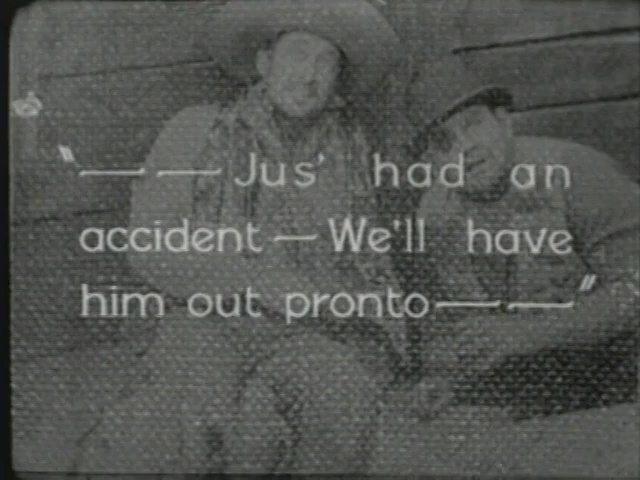 "— — Jus' had an
accident — We'll have
him out pronto — —"